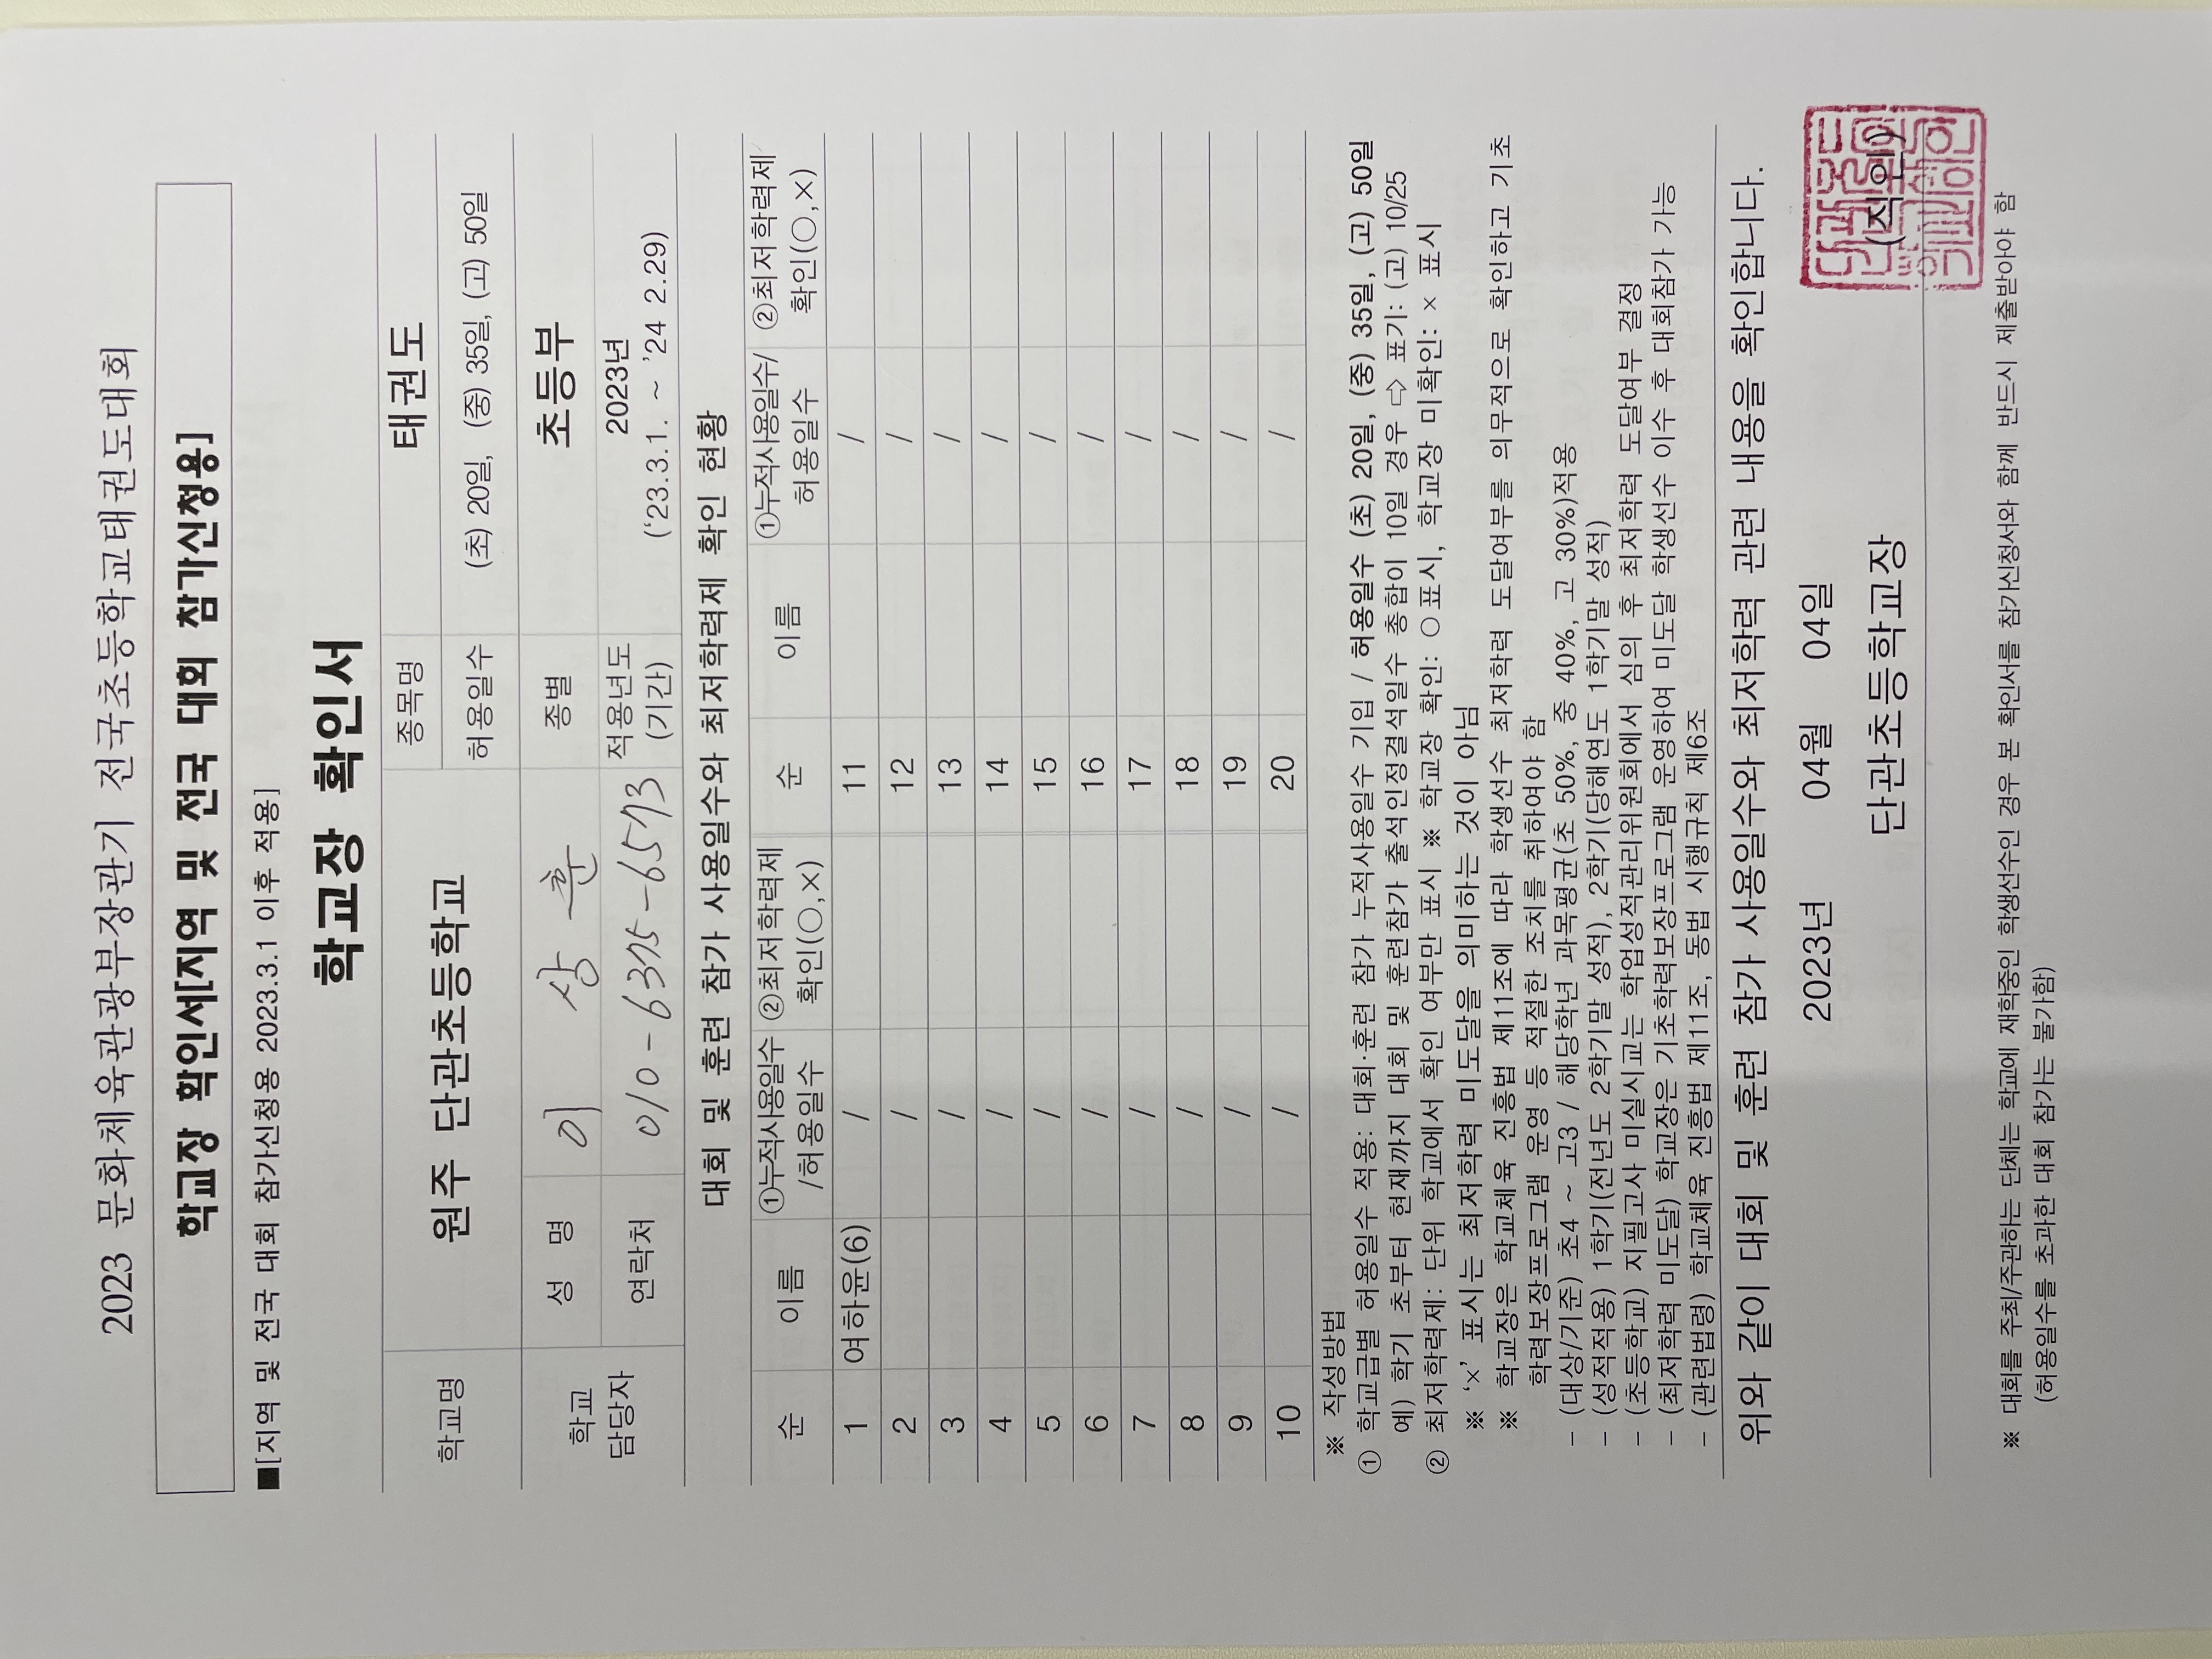 2023 문화체육관광부장관기 전국초등학교태권도대회
학교장 확인서[지역 및 전국 대회 참가신청용]
■[지역 및 전국 대회 참가신청용 2023.3.1 이후 적용]
학교장 확인서
학교명 원주 단관초등학교 종목명 태권도
허용일수 (초) 20일, (중) 35일, (고) 50일
학교 담당자 성 명 이 상 훈 종별 초등부
연락처 010-6375-6573 적용년도 (기간) 2023년 ('23.3.1. ~ '24 2.29)
대회 및 훈련 참가 사용일수와 최저학력제 확인 현황
순 이름 ①누적사용일수 /허용일수 ②최저학력제 확인(○,×) 순 이름 ①누적사용일수/ 허용일수 ②최저학력제 확인(○,×)
1 여하윤(6) / 11 /
2 / 12 /
3 / 13 /
4 / 14 /
5 / 15 /
6 / 16 /
7 / 17 /
8 / 18 /
9 / 19 /
10 / 20 /
※ 작성방법
① 학교급별 허용일수 적용: 대회·훈련 참가 누적사용일수 기입 / 허용일수 (초) 20일, (중) 35일, (고) 50일
예) 학기 초부터 현재까지 대회 및 훈련참가 출석인정결석일수 총합이 10일 경우 ⇨ 표기: (고) 10/25
② 최저학력제: 단위 학교에서 확인 여부만 표시 ※ 학교장 확인: ○표시, 학교장 미확인: × 표시
※ '×' 표시는 최저학력 미도달을 의미하는 것이 아님
※ 학교장은 학교체육 진흥법 제11조에 따라 학생선수 최저학력 도달여부를 의무적으로 확인하고 기초
학력보장프로그램 운영 등 적절한 조치를 취하여야 함
- (대상/기준) 초4 ~ 고3 / 해당학년 과목평균(초 50%, 중 40%, 고 30%)적용
- (성적적용) 1학기(전년도 2학기말 성적), 2학기(당해연도 1학기말 성적)
- (초등학교) 지필고사 미실시교는 학업성적관리위원회에서 심의 후 최저학력 도달여부 결정
- (최저학력 미도달) 학교장은 기초학력보장프로그램 운영하여 미도달 학생선수 이수 후 대회참가 가능
- (관련법령) 학교체육 진흥법 제11조, 동법 시행규칙 제6조
위와 같이 대회 및 훈련 참가 사용일수와 최저학력 관련 내용을 확인합니다.
2023년 04월 04일
단관초등학교장 (직인)
※ 대회를 주최/주관하는 단체는 학교에 재학중인 학생선수인 경우 본 확인서를 참가신청서와 함께 반드시 제출받아야 함
(허용일수를 초과한 대회 참가는 불가함)